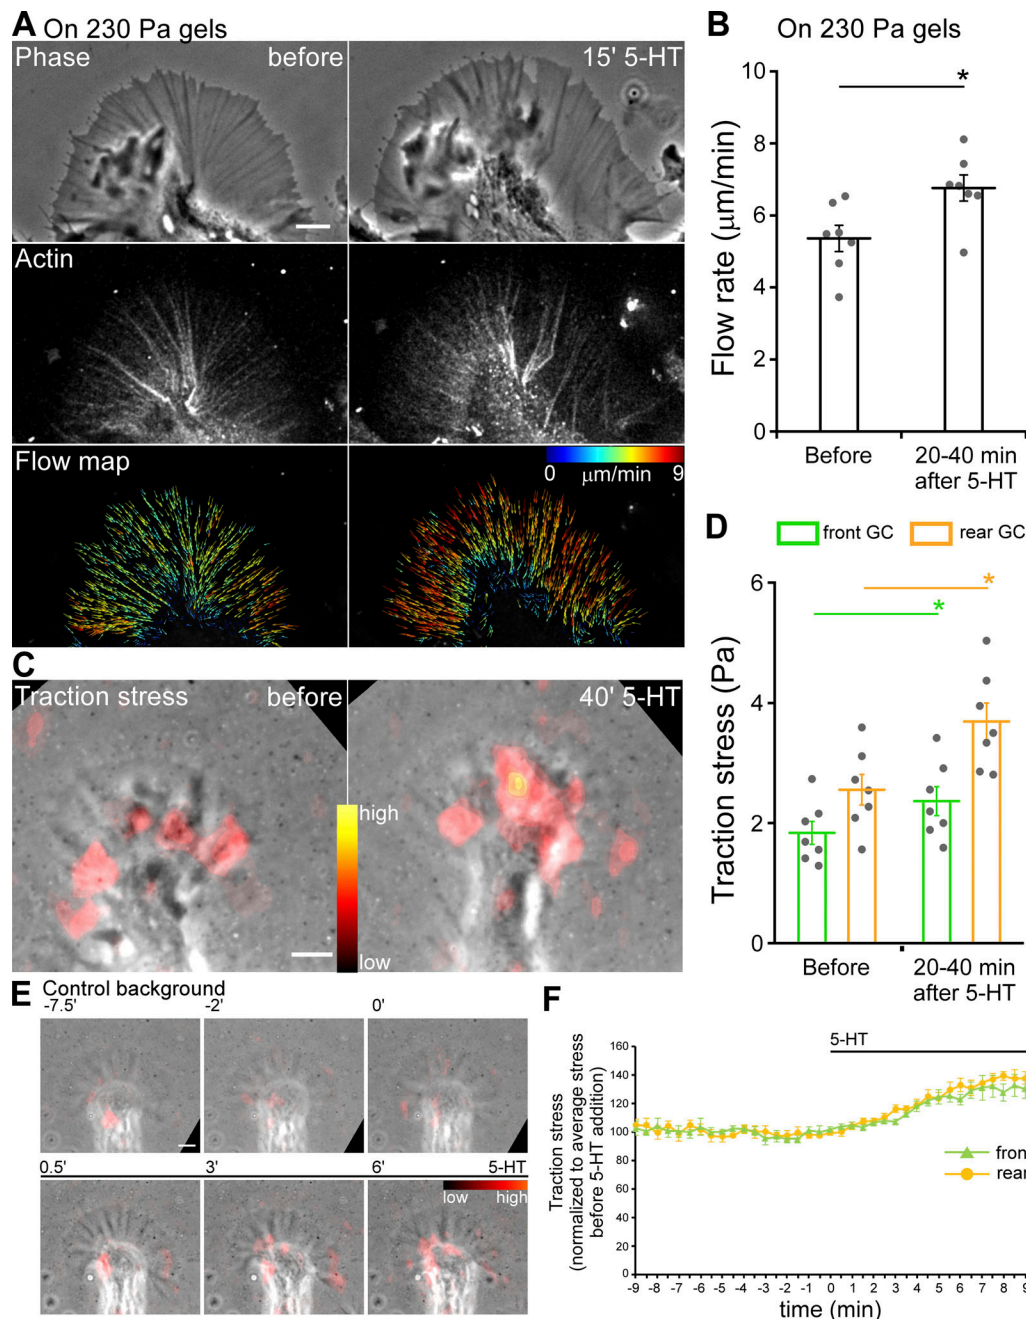 A On 230 Pa gels
Phase before
15' 5-HT
Actin
Flow map
0 μm/min 9
B On 230 Pa gels
Flow rate (μm/min)
10
8
6
4
2
0
*
Before
20-40 min
after 5-HT
C
Traction stress before
40' 5-HT
high
low
D
front GC
rear GC
Traction stress (Pa)
6
4
2
0
*
*
Before
20-40 min
after 5-HT
E Control background
-7.5'
-2'
0'
0.5'
3'
6'
5-HT
low high
F
5-HT
Traction stress
(normalized to average stress
before 5-HT addition)
160
140
120
100
80
60
40
20
0
front
rear
-9 -8 -7 -6 -5 -4 -3 -2 -1 0 1 2 3 4 5 6 7 8 9
time (min)